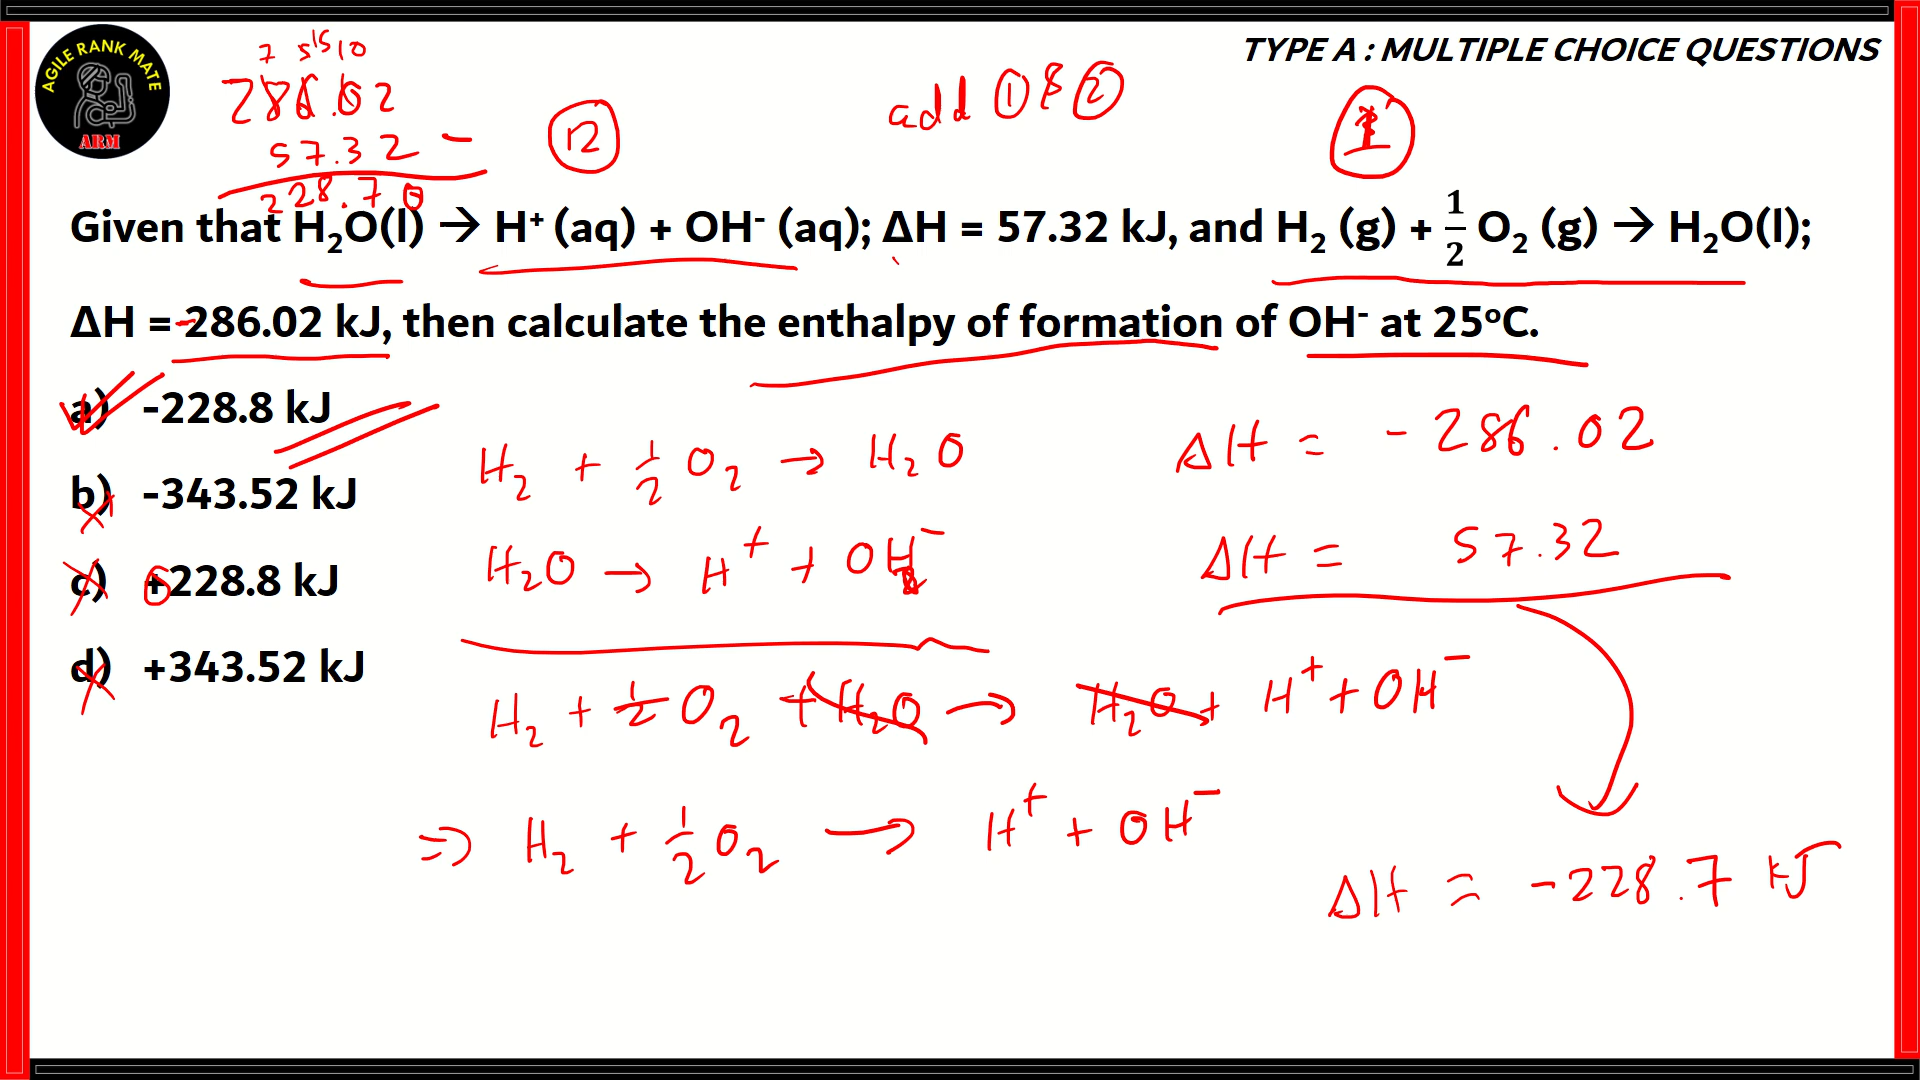 AGILE RANK MATE
ARM
TYPE A : MULTIPLE CHOICE QUESTIONS
7 5 15 10
286.02
57.32 -
228.70
12
add ① & ②
1
Given that H₂O(l) → H⁺ (aq) + OH⁻ (aq); ΔH = 57.32 kJ, and H₂ (g) + 1/2 O₂ (g) → H₂O(l);
ΔH = -286.02 kJ, then calculate the enthalpy of formation of OH⁻ at 25°C.
a) -228.8 kJ
b) -343.52 kJ
c) +228.8 kJ
d) +343.52 kJ
H₂ + 1/2 O₂ → H₂O ΔH = -286.02
H₂O → H⁺ + OH⁻ ΔH = 57.32
H₂ + 1/2 O₂ + H₂O → H₂O + H⁺ + OH⁻
⇒ H₂ + 1/2 O₂ → H⁺ + OH⁻
ΔH = -228.7 kJ